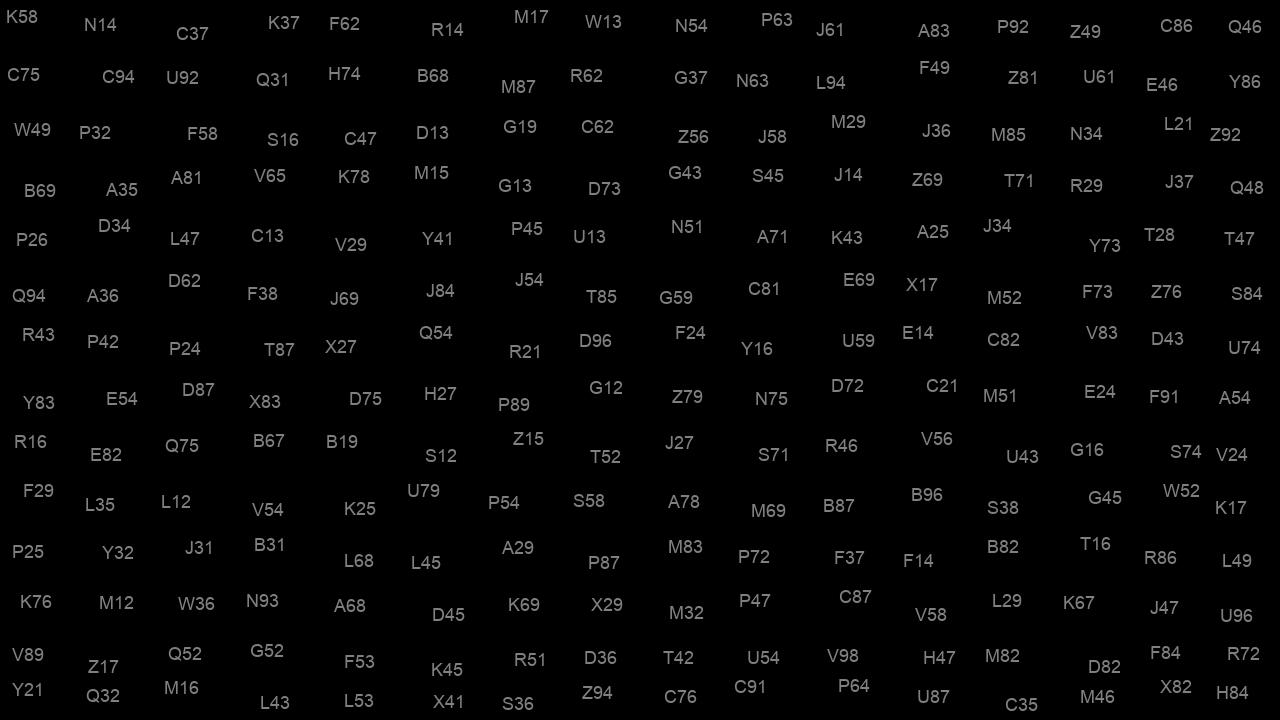 K58 N14 C37 K37 F62 R14 M17 W13 N54 P63 J61 A83 P92 Z49 C86 Q46
C75 C94 U92 Q31 H74 B68 M87 R62 G37 N63 L94 F49 Z81 U61 E46 Y86
W49 P32 F58 S16 C47 D13 G19 C62 Z56 J58 M29 J36 M85 N34 L21 Z92
B69 A35 A81 V65 K78 M15 G13 D73 G43 S45 J14 Z69 T71 R29 J37 Q48
P26 D34 L47 C13 V29 Y41 P45 U13 N51 A71 K43 A25 J34 Y73 T28 T47
Q94 A36 D62 F38 J69 J84 J54 T85 G59 C81 E69 X17 M52 F73 Z76 S84
R43 P42 P24 T87 X27 Q54 R21 D96 F24 Y16 U59 E14 C82 V83 D43 U74
Y83 E54 D87 X83 D75 H27 P89 G12 Z79 N75 D72 C21 M51 E24 F91 A54
R16 E82 Q75 B67 B19 S12 Z15 T52 J27 S71 R46 V56 U43 G16 S74 V24
F29 L35 L12 V54 K25 U79 P54 S58 A78 M69 B87 B96 S38 G45 W52 K17
P25 Y32 J31 B31 L68 L45 A29 P87 M83 P72 F37 F14 B82 T16 R86 L49
K76 M12 W36 N93 A68 D45 K69 X29 M32 P47 C87 V58 L29 K67 J47 U96
V89 Z17 Q52 G52 F53 K45 R51 D36 T42 U54 V98 H47 M82 D82 F84 R72
Y21 Q32 M16 L43 L53 X41 S36 Z94 C76 C91 P64 U87 C35 M46 X82 H84